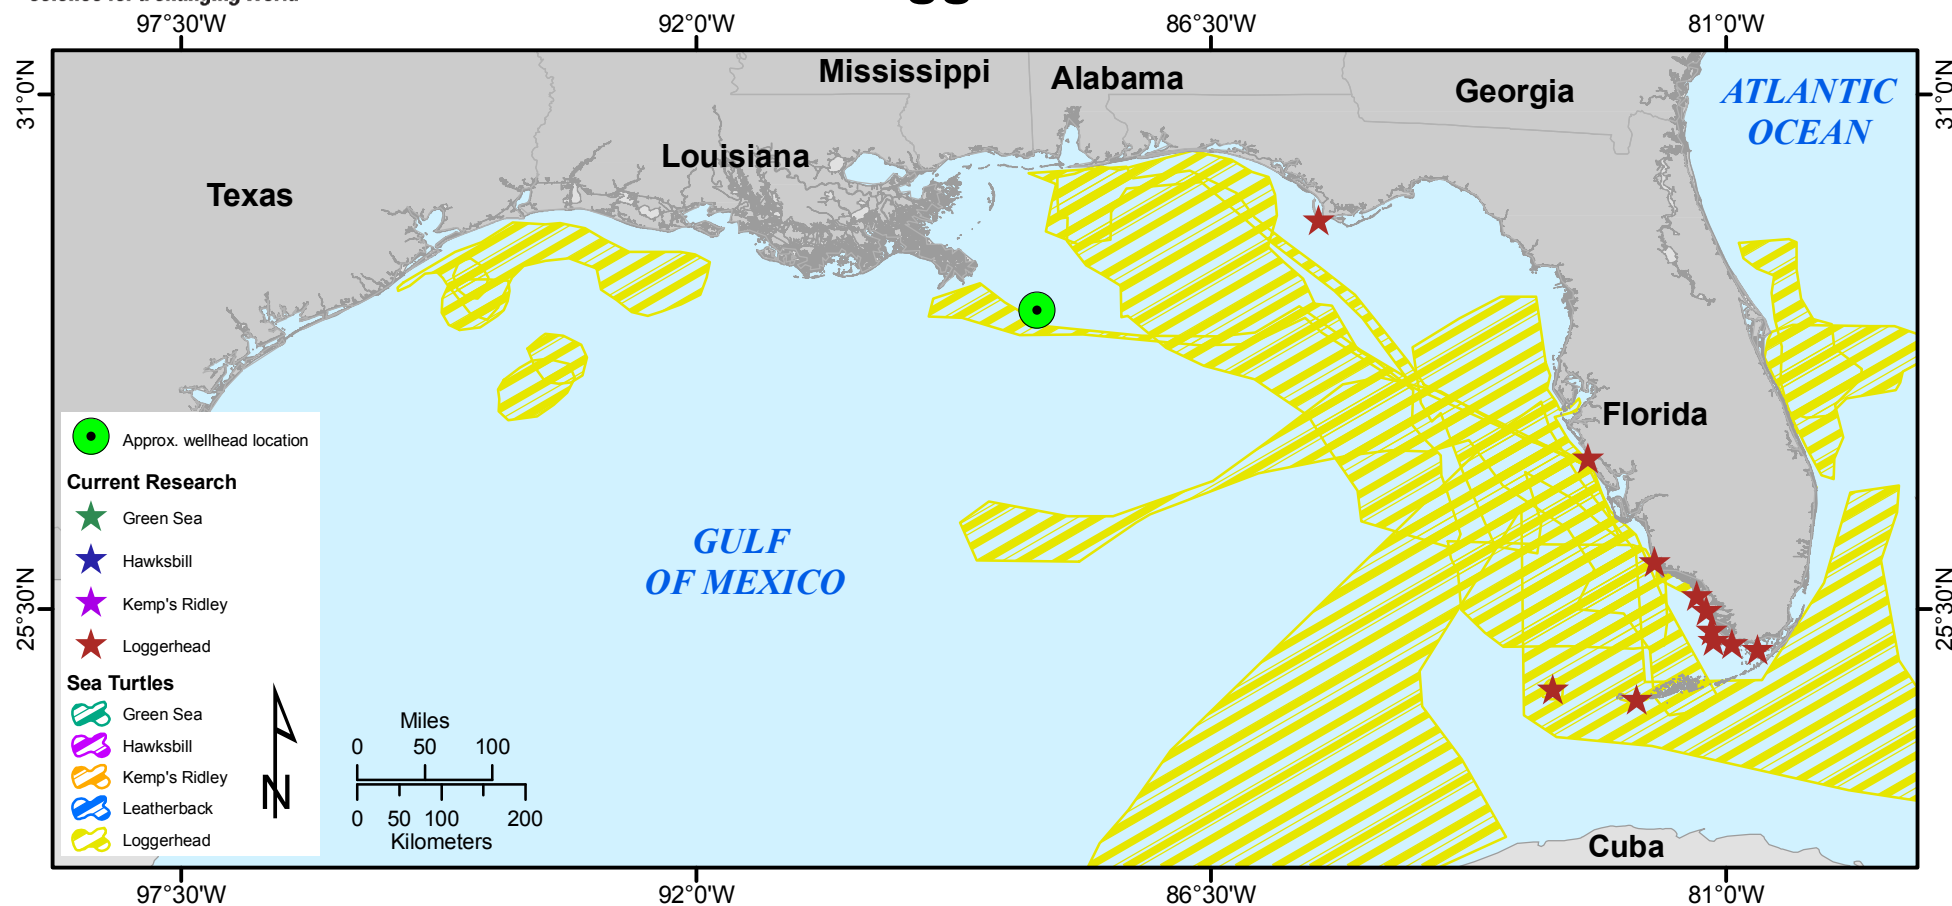 97°30'W 92°0'W 86°30'W 81°0'W
31°0'N
31°0'N
Mississippi
Alabama
Georgia
ATLANTIC
OCEAN
Louisiana
Texas
Florida
GULF
OF MEXICO
25°30'N
25°30'N
Approx. wellhead location
Current Research
Green Sea
Hawksbill
Kemp's Ridley
Loggerhead
Sea Turtles
Green Sea
Hawksbill
Kemp's Ridley
Leatherback
Loggerhead
N
Miles
0 50 100
0 50 100 200
Kilometers
Cuba
97°30'W 92°0'W 86°30'W 81°0'W